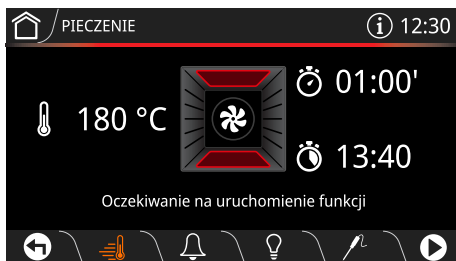 PIECZENIE
i 12:30
180 °C
01:00'
13:40
Oczekiwanie na uruchomienie funkcji